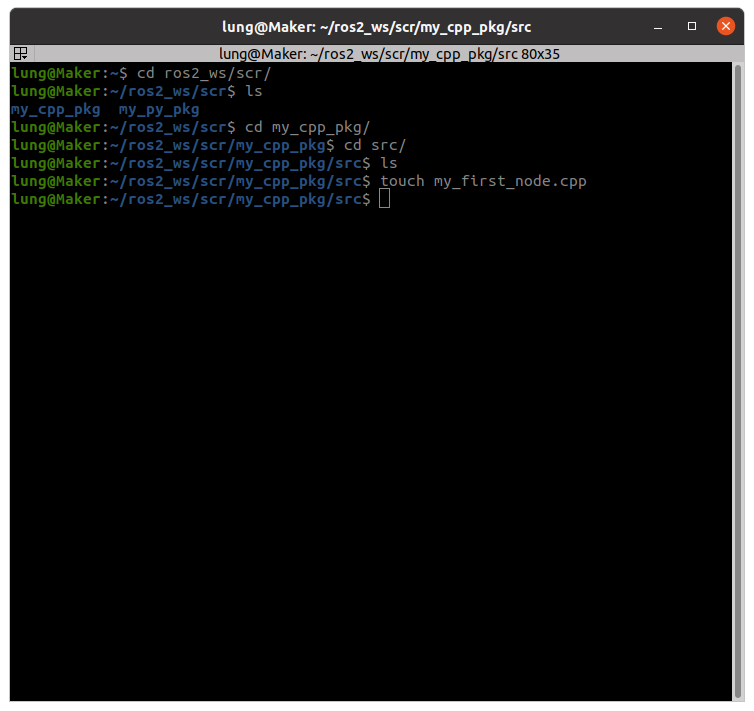 lung@Maker: ~/ros2_ws/scr/my_cpp_pkg/src
lung@Maker: ~/ros2_ws/scr/my_cpp_pkg/src 80x35
lung@Maker:~$ cd ros2_ws/scr/
lung@Maker:~/ros2_ws/scr$ ls
my_cpp_pkg  my_py_pkg
lung@Maker:~/ros2_ws/scr$ cd my_cpp_pkg/
lung@Maker:~/ros2_ws/scr/my_cpp_pkg$ cd src/
lung@Maker:~/ros2_ws/scr/my_cpp_pkg/src$ ls
lung@Maker:~/ros2_ws/scr/my_cpp_pkg/src$ touch my_first_node.cpp
lung@Maker:~/ros2_ws/scr/my_cpp_pkg/src$